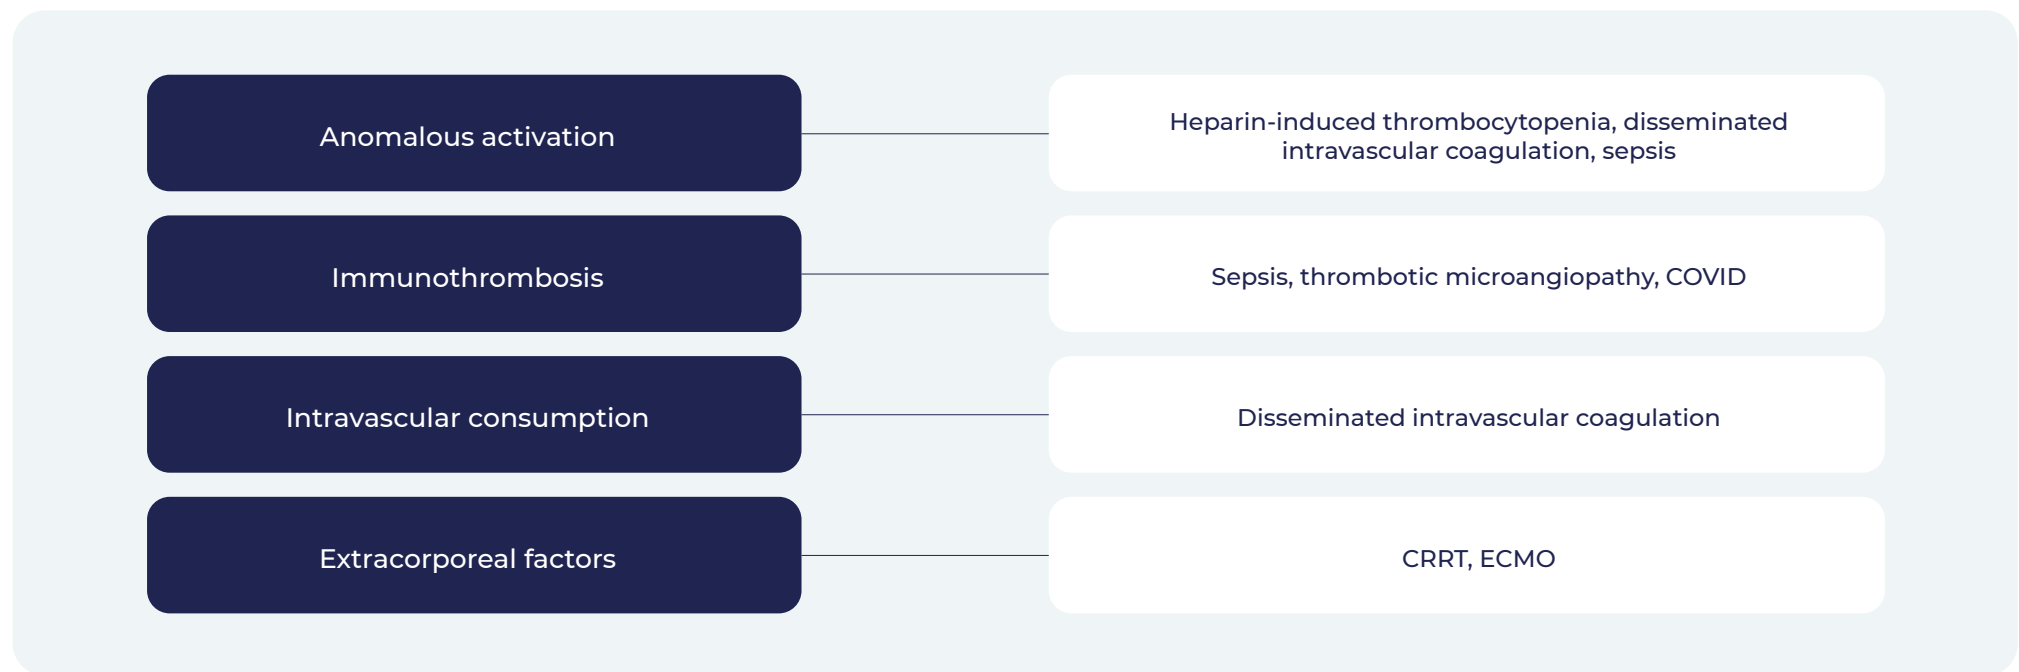 Anomalous activation
Heparin-induced thrombocytopenia, disseminated
intravascular coagulation, sepsis
Immunothrombosis
Sepsis, thrombotic microangiopathy, COVID
Intravascular consumption
Disseminated intravascular coagulation
Extracorporeal factors
CRRT, ECMO